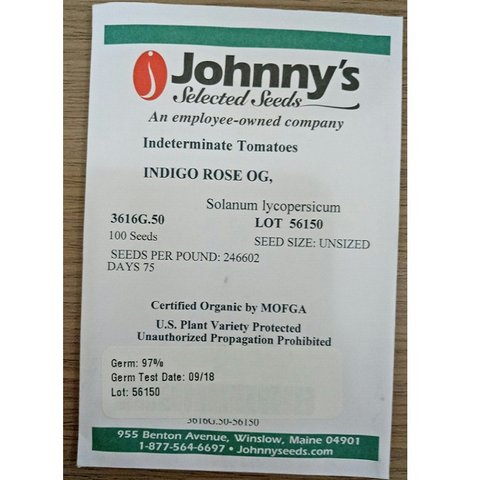 Johnny's
Selected Seeds
An employee-owned company
Indeterminate Tomatoes
INDIGO ROSE OG,
Solanum lycopersicum
3616G.50 LOT 56150
100 Seeds SEED SIZE: UNSIZED
SEEDS PER POUND: 246602
DAYS 75
Certified Organic by MOFGA
U.S. Plant Variety Protected
Unauthorized Propagation Prohibited
Germ: 97%
Germ Test Date: 09/18
Lot: 56150
3616G.50-56150
955 Benton Avenue, Winslow, Maine 04901
1-877-564-6697 • Johnnyseeds.com